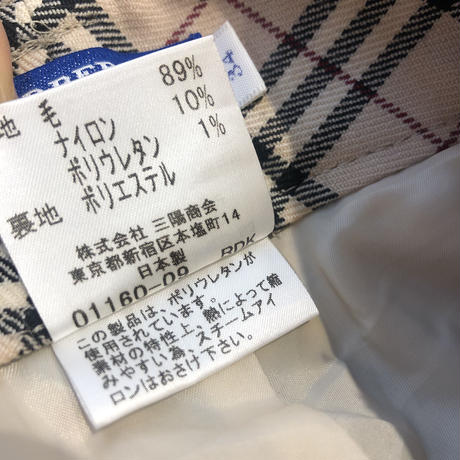 地 毛 89%
ナイロン 10%
ポリウレタン 1%
裏地 ポリエステル
株式会社 三陽商会
東京都新宿区本塩町14
日本製
01160-09 RDK
この製品は、ポリウレタンが
使用されています。
素材の特性上、熱によって縮
みやすい為、スチームアイ
ロンはおさけ下さい。